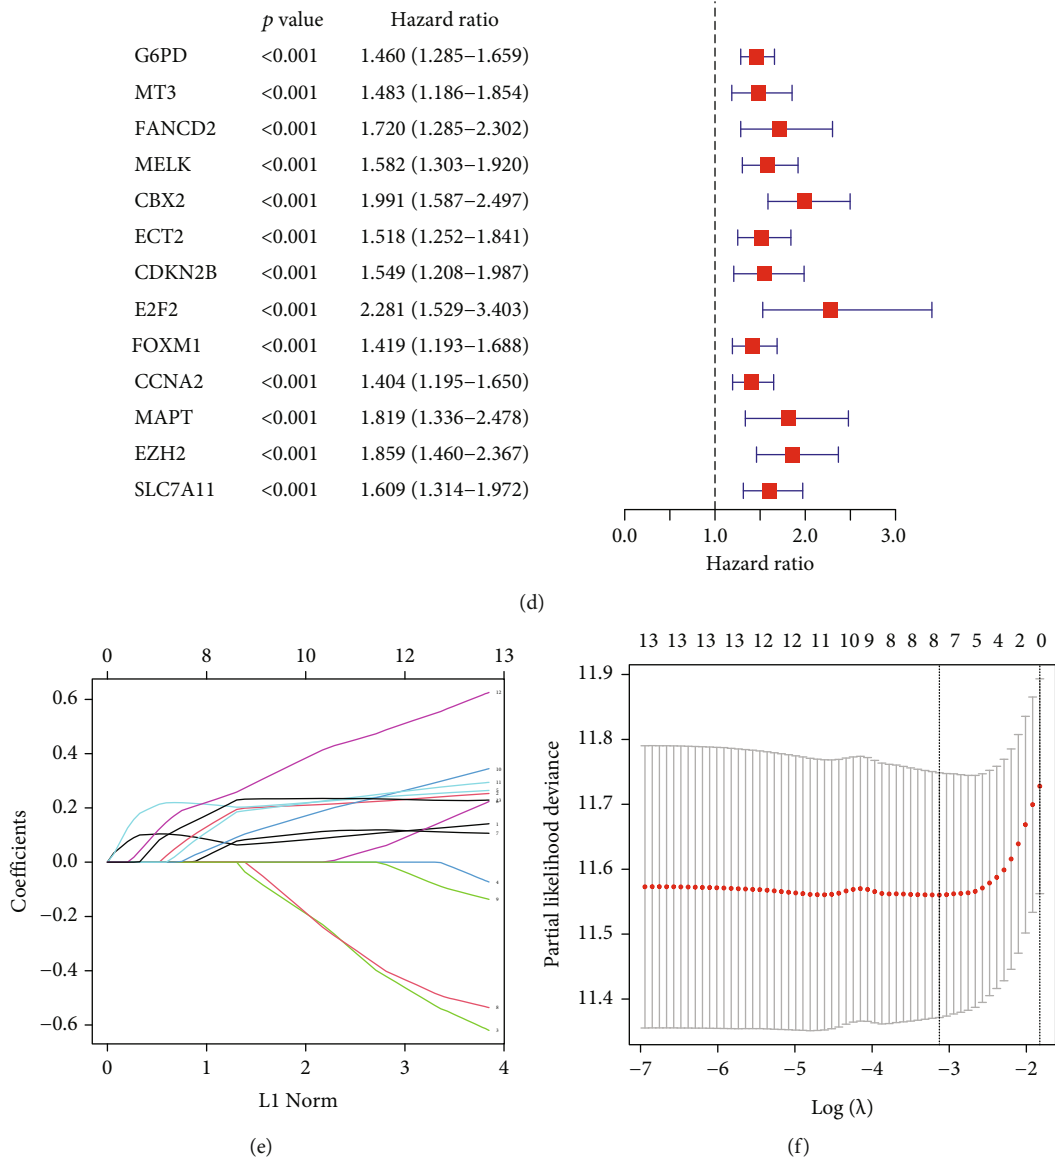 p value Hazard ratio
G6PD <0.001 1.460 (1.285−1.659)
MT3 <0.001 1.483 (1.186−1.854)
FANCD2 <0.001 1.720 (1.285−2.302)
MELK <0.001 1.582 (1.303−1.920)
CBX2 <0.001 1.991 (1.587−2.497)
ECT2 <0.001 1.518 (1.252−1.841)
CDKN2B <0.001 1.549 (1.208−1.987)
E2F2 <0.001 2.281 (1.529−3.403)
FOXM1 <0.001 1.419 (1.193−1.688)
CCNA2 <0.001 1.404 (1.195−1.650)
MAPT <0.001 1.819 (1.336−2.478)
EZH2 <0.001 1.859 (1.460−2.367)
SLC7A11 <0.001 1.609 (1.314−1.972)
0.0 1.0 2.0 3.0
Hazard ratio
(d)
0 8 8 10 12 13
0.6
0.4
0.2
0.0
−0.2
−0.4
−0.6
Coefficients
12
10
11
1
7
4
8
0 1 2 3 4
L1 Norm
(e)
13 13 13 13 12 12 11 10 9 8 8 8 7 5 4 2 0
11.9
11.8
11.7
11.6
11.5
11.4
Partial likelihood deviance
−7 −6 −5 −4 −3 −2
Log (λ)
(f)